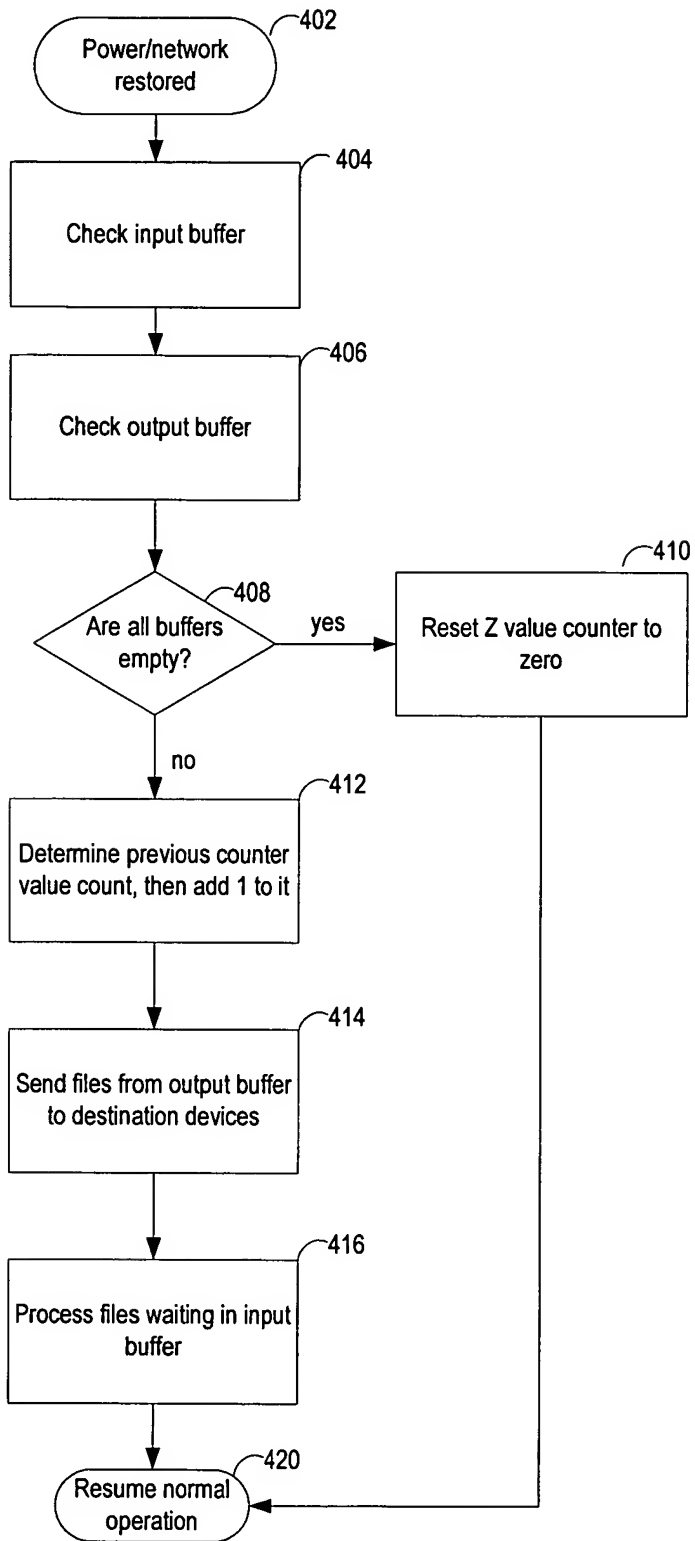 402
Power/network
restored
404
Check input buffer
406
Check output buffer
408
Are all buffers
empty?
yes
410
Reset Z value counter to
zero
no
412
Determine previous counter
value count, then add 1 to it
414
Send files from output buffer
to destination devices
416
Process files waiting in input
buffer
420
Resume normal
operation